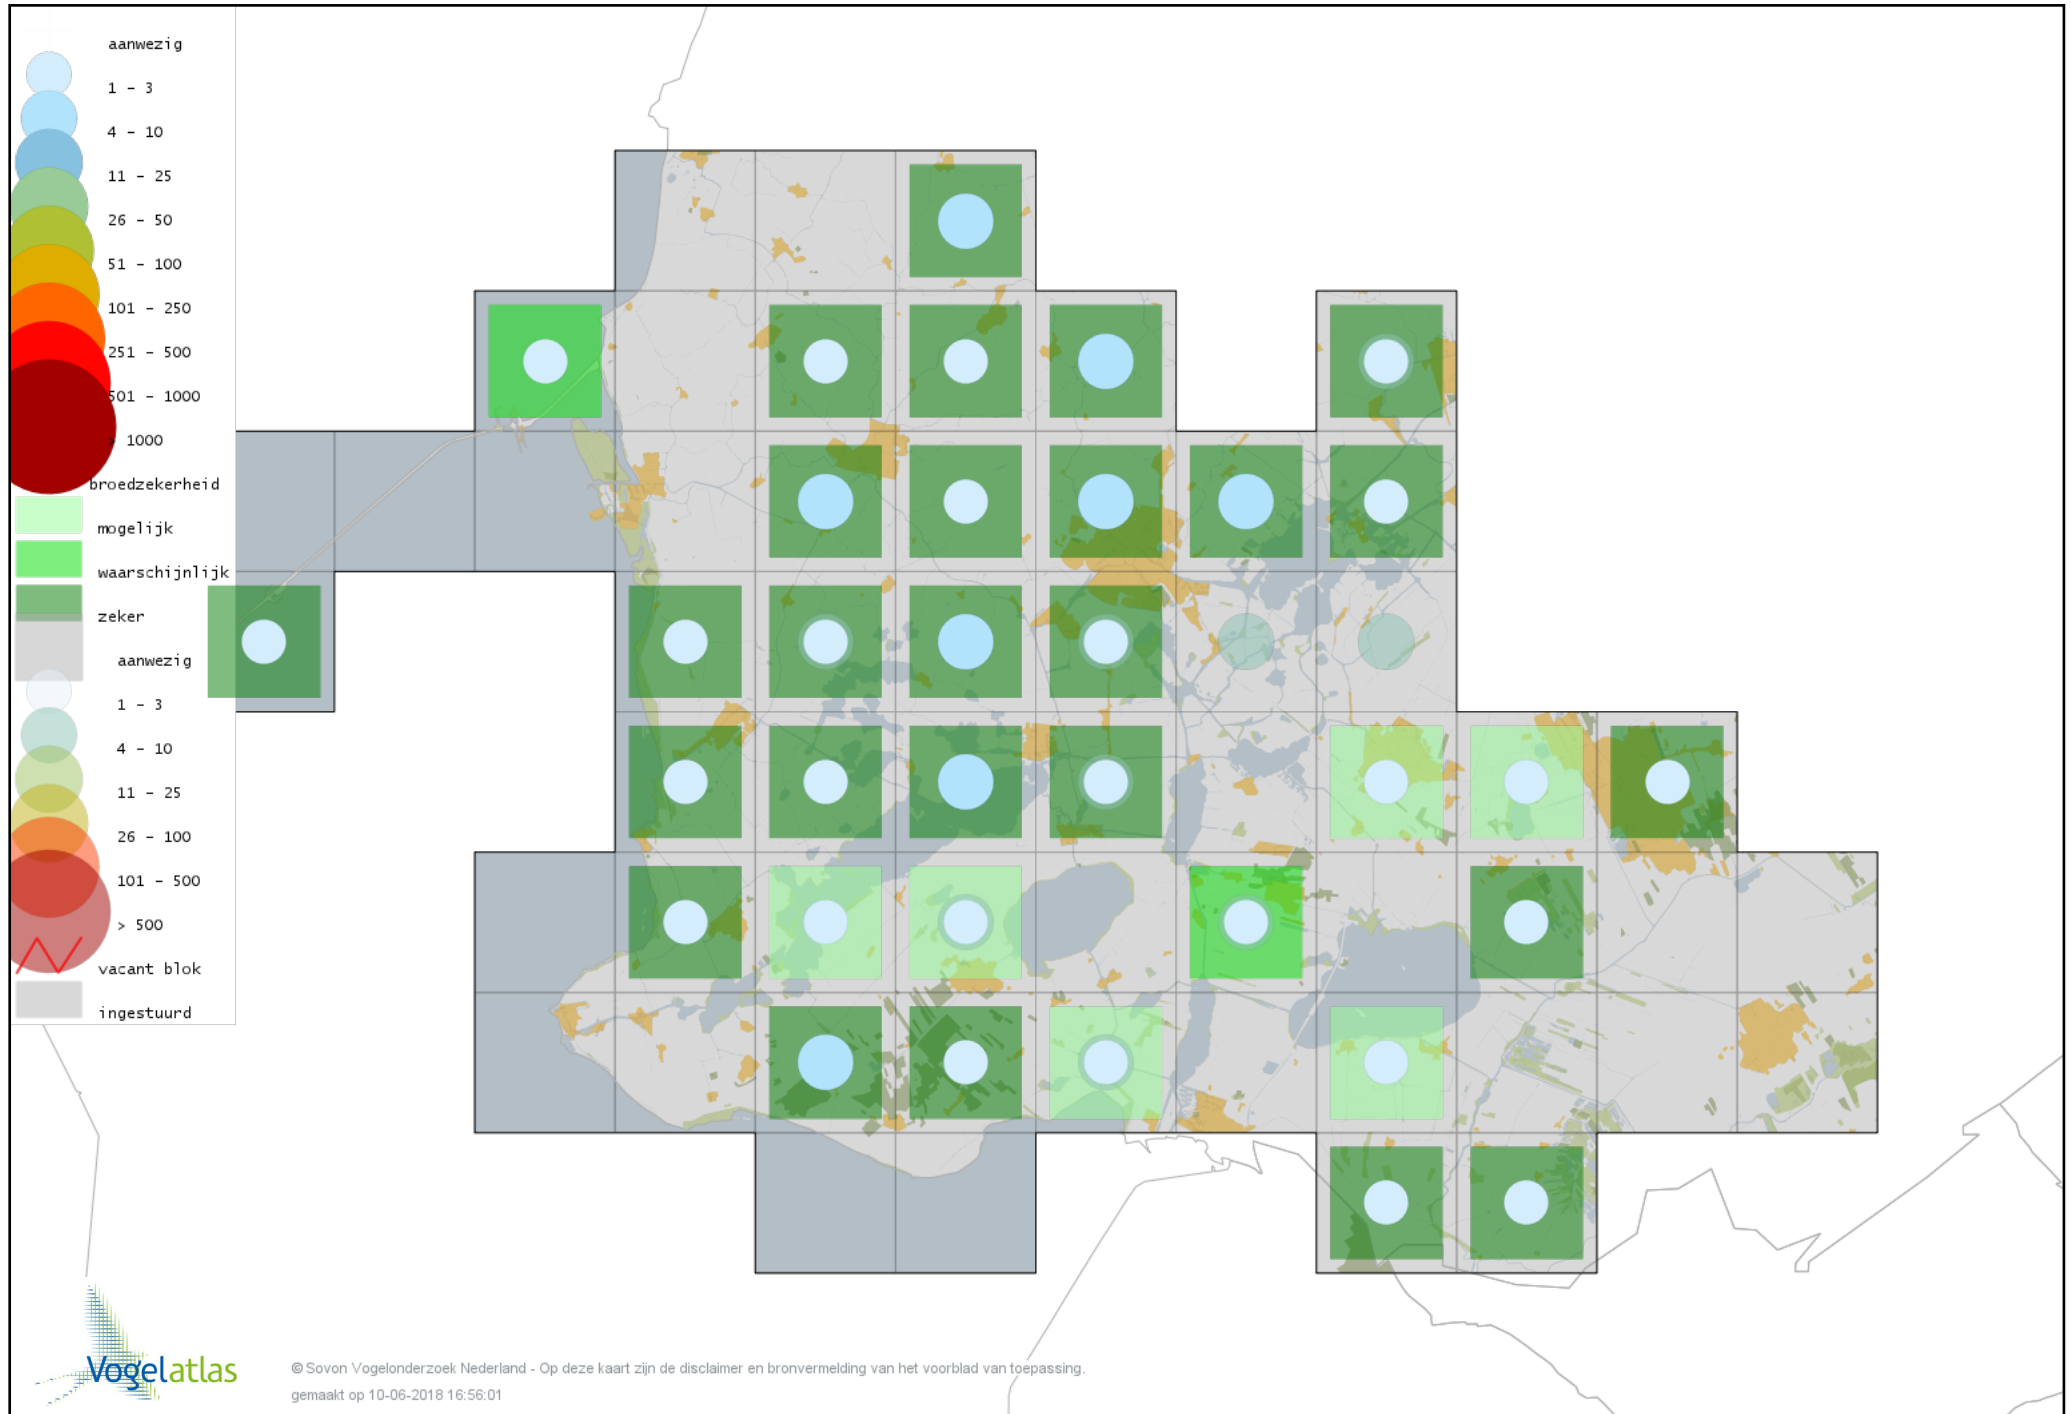 aanwezig
1 - 3
4 - 10
11 - 25
26 - 50
51 - 100
101 - 250
251 - 500
501 - 1000
> 1000
broedzekerheid
mogelijk
waarschijnlijk
zeker
aanwezig
1 - 3
4 - 10
11 - 25
26 - 100
101 - 500
> 500
vacant blok
ingestuurd
Vogelatlas
© Sovon Vogelonderzoek Nederland - Op deze kaart zijn de disclaimer en bronvermelding van het voorblad van toepassing.
gemaakt op 10-06-2018 16:56:01